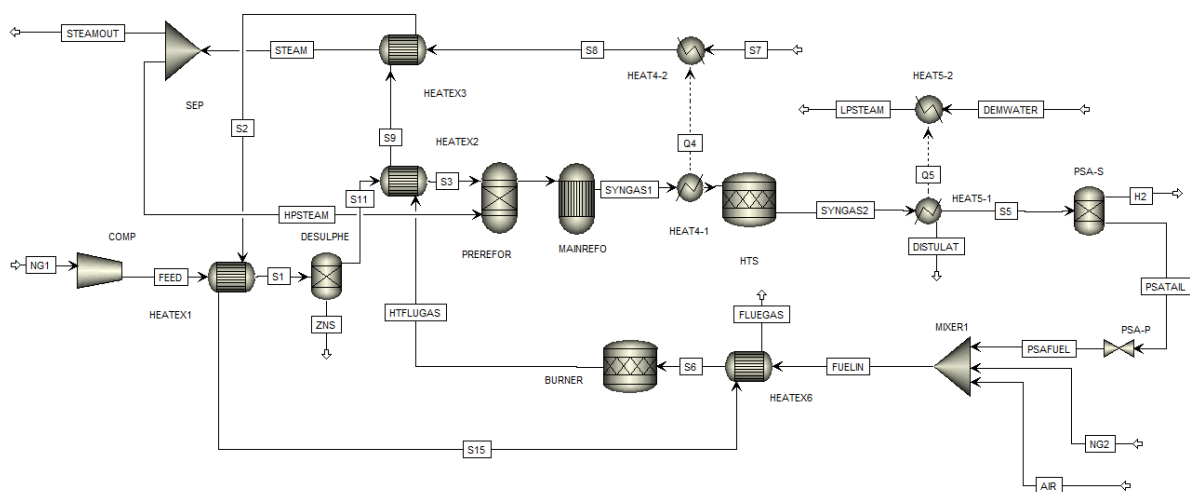 STEAMOUT
STEAM
S8
S7
HEAT4-2
HEAT5-2
HEATEX3
SEP
LPSTEAM
DEMWATER
S2
S9
HEATEX2
Q4
Q5
PSA-S
S3
S11
SYNGAS1
H2
HPSTEAM
SYNGAS2
S5
HEAT5-1
COMP
DESULPHE
PREREFOR
MAINREFO
HEAT4-1
HTS
DISTULAT
NG1
FEED
S1
PSATAIL
HEATEX1
HTFLUGAS
FLUEGAS
ZNS
MIXER1
PSA-P
PSAFUEL
BURNER
S6
FUELIN
HEATEX6
S15
NG2
AIR